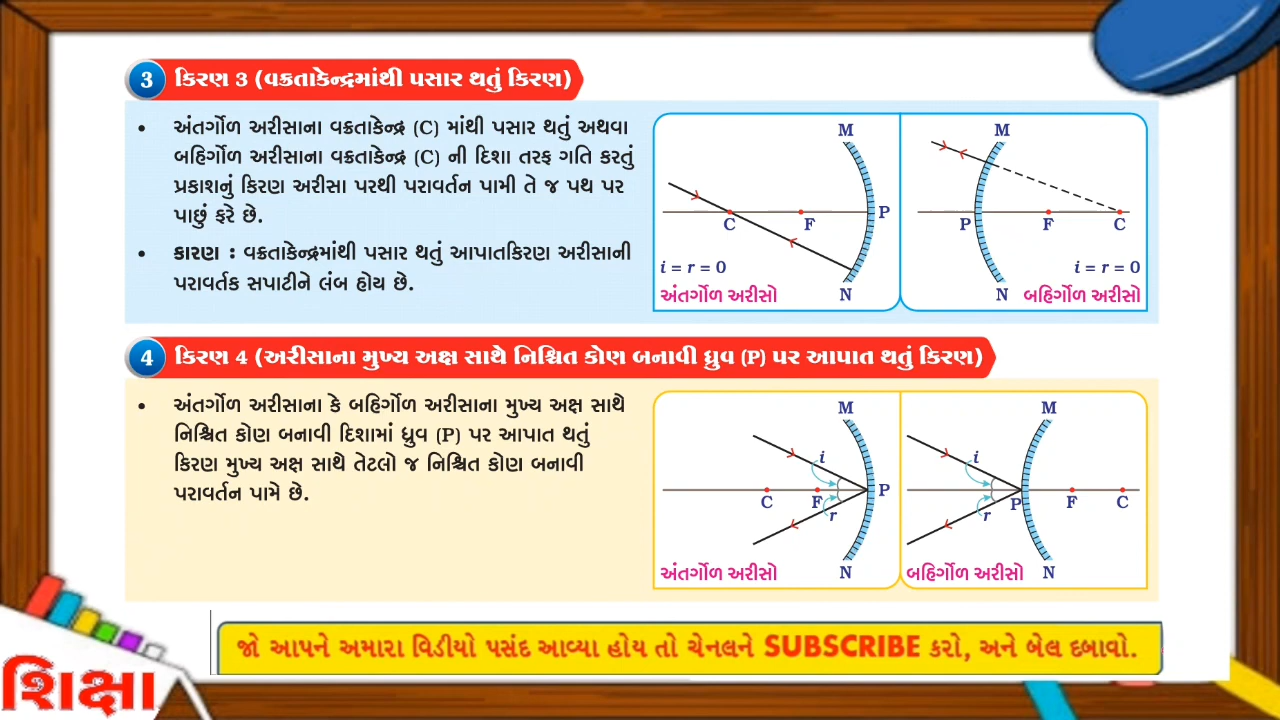 3 કિરણ 3 (વક્રતાકેન્દ્રમાંથી પસાર થતું કિરણ)
• અંતર્ગોળ અરીસાના વક્રતાકેન્દ્ર (C) માંથી પસાર થતું અથવા
બહિર્ગોળ અરીસાના વક્રતાકેન્દ્ર (C) ની દિશા તરફ ગતિ કરતું
પ્રકાશનું કિરણ અરીસા પરથી પરાવર્તન પામી તે જ પથ પર
પાછું ફરે છે.
• કારણ : વક્રતાકેન્દ્રમાંથી પસાર થતું આપાતકિરણ અરીસાની
પરાવર્તક સપાટીને લંબ હોય છે.
M
C F P
i = r = 0
અંતર્ગોળ અરીસો N
M
P F C
i = r = 0
N બહિર્ગોળ અરીસો
4 કિરણ 4 (અરીસાના મુખ્ય અક્ષ સાથે નિશ્ચિત કોણ બનાવી ધ્રુવ (P) પર આપાત થતું કિરણ)
• અંતર્ગોળ અરીસાના કે બહિર્ગોળ અરીસાના મુખ્ય અક્ષ સાથે
નિશ્ચિત કોણ બનાવી દિશામાં ધ્રુવ (P) પર આપાત થતું
કિરણ મુખ્ય અક્ષ સાથે તેટલો જ નિશ્ચિત કોણ બનાવી
પરાવર્તન પામે છે.
M
i
C F P
r
અંતર્ગોળ અરીસો N
M
i
P F C
r
બહિર્ગોળ અરીસો N
જો આપને અમારા વિડીયો પસંદ આવ્યા હોય તો ચેનલને SUBSCRIBE કરો, અને બેલ દબાવો.
શિક્ષા